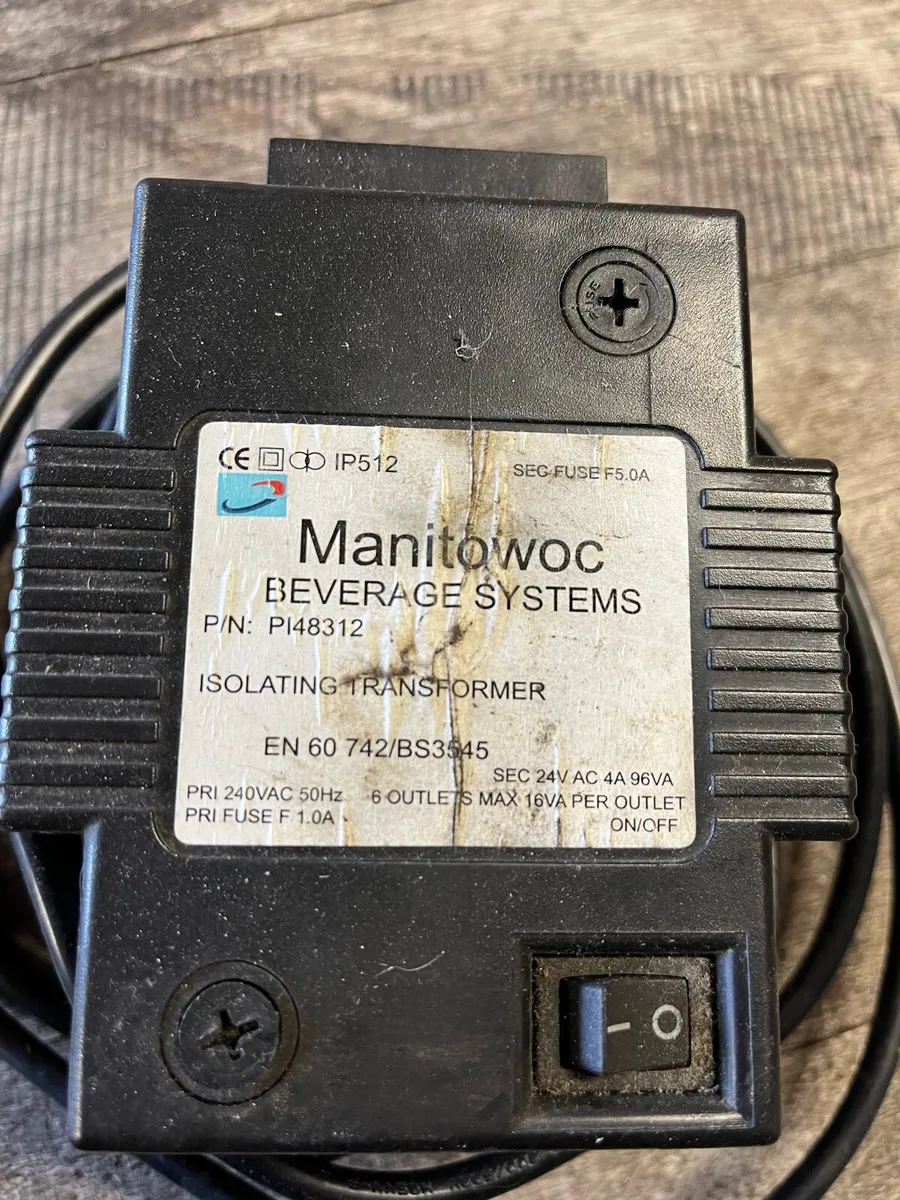 FUSE
CE IP512
SEC FUSE F5.0A
Manitowoc
BEVERAGE SYSTEMS
P/N: PI48312
ISOLATING TRANSFORMER
EN 60 742/BS3545
SEC 24V AC 4A 96VA
PRI 240VAC 50Hz 6 OUTLETS MAX 16VA PER OUTLET
PRI FUSE F 1.0A ON/OFF
I O